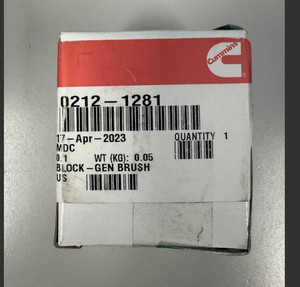 Cummins
0212-1281
17-Apr-2023 QUANTITY 1
MDC
0.1 WT (KG): 0.05
BLOCK-GEN BRUSH
US